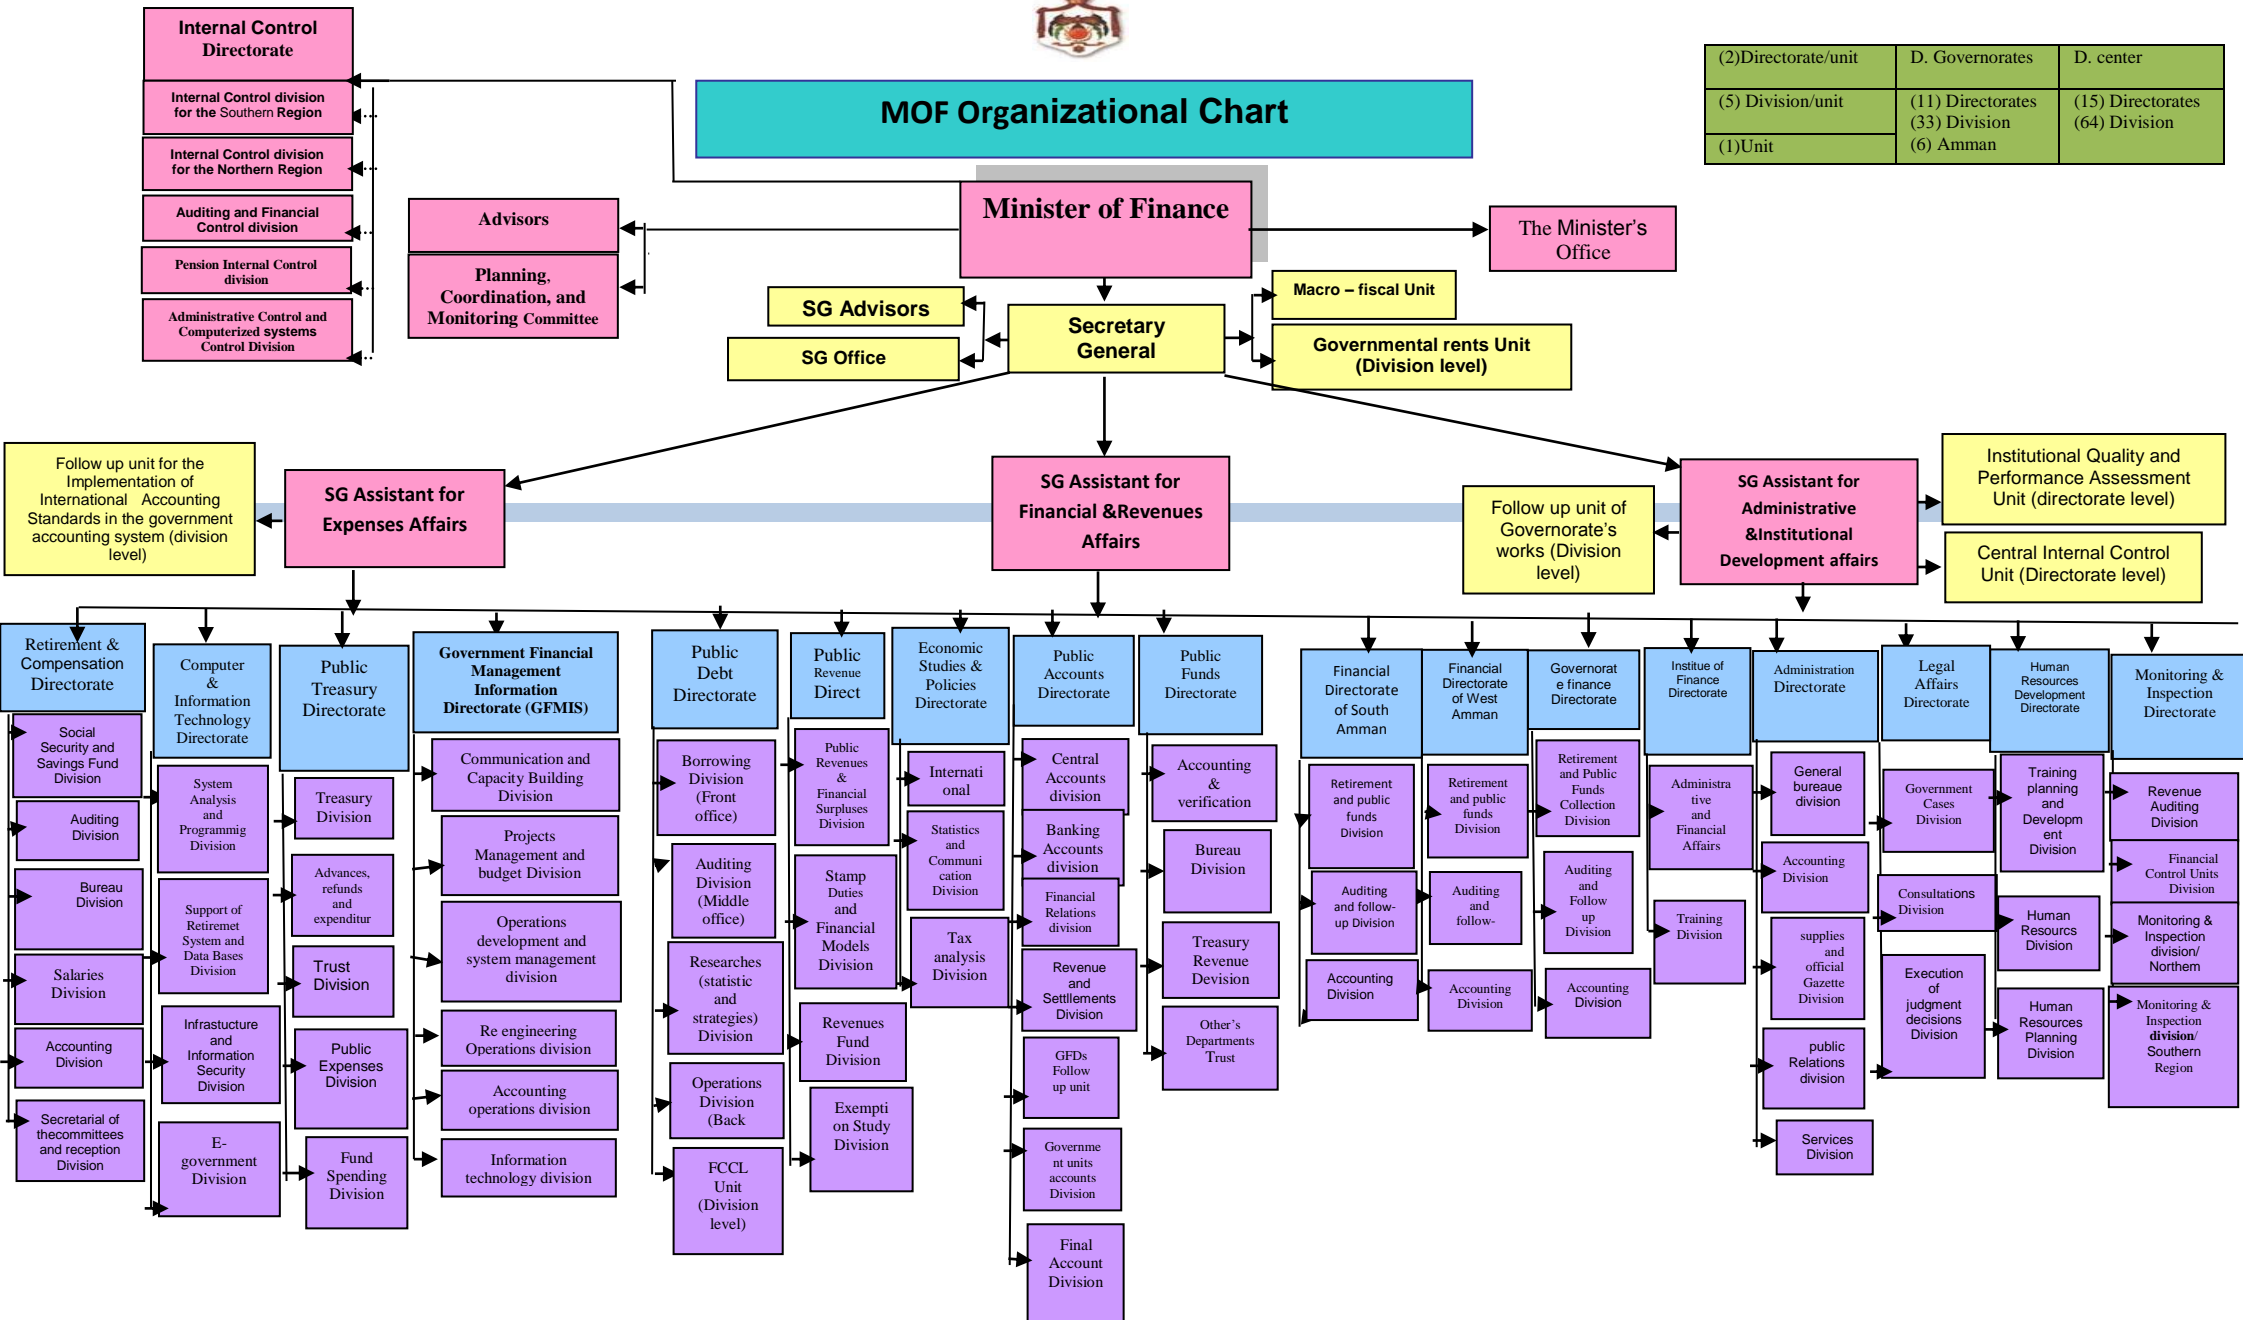 Internal Control
Directorate
Internal Control division
for the Southern Region
Internal Control division
for the Northern Region
Auditing and Financial
Control division
Pension Internal Control
division
Administrative Control and
Computerized systems
Control Division
MOF Organizational Chart
(2)Directorate/unit
D. Governorates
D. center
(5) Division/unit
(11) Directorates
(33) Division
(6) Amman
(15) Directorates
(64) Division
(1)Unit
Advisors
Planning,
Coordination, and
Monitoring Committee
Minister of Finance
The Minister's
Office
SG Advisors
SG Office
Secretary
General
Macro – fiscal Unit
Governmental rents Unit
(Division level)
Follow up unit for the
Implementation of
International Accounting
Standards in the government
accounting system (division
level)
SG Assistant for
Expenses Affairs
SG Assistant for
Financial &Revenues
Affairs
Follow up unit of
Governorate's
works (Division
level)
SG Assistant for
Administrative
&Institutional
Development affairs
Institutional Quality and
Performance Assessment
Unit (directorate level)
Central Internal Control
Unit (Directorate level)
Retirement &
Compensation
Directorate
Social
Security and
Savings Fund
Division
Auditing
Division
Bureau
Division
Salaries
Division
Accounting
Division
Secretarial of
thecommittees
and reception
Division
Computer
&
Information
Technology
Directorate
System
Analysis
and
Programmig
Division
Support of
Retiremet
System and
Data Bases
Division
Infrastucture
and
Information
Security
Division
E-
government
Division
Public
Treasury
Directorate
Treasury
Division
Advances,
refunds
and
expenditur
Trust
Division
Public
Expenses
Division
Fund
Spending
Division
Government Financial
Management
Information
Directorate (GFMIS)
Communication and
Capacity Building
Division
Projects
Management and
budget Division
Operations
development and
system management
division
Re engineering
Operations division
Accounting
operations division
Information
technology division
Public
Debt
Directorate
Borrowing
Division
(Front
office)
Auditing
Division
(Middle
office)
Researches
(statistic
and
strategies)
Division
Operations
Division
(Back
FCCL
Unit
(Division
level)
Public
Revenue
Direct
Public
Revenues
&
Financial
Surpluses
Division
Stamp
Duties
and
Financial
Models
Division
Revenues
Fund
Division
Exempti
on Study
Division
Economic
Studies &
Policies
Directorate
Internati
onal
Statistics
and
Communi
cation
Division
Tax
analysis
Division
Public
Accounts
Directorate
Central
Accounts
division
Banking
Accounts
division
Financial
Relations
division
Revenue
and
Settllements
Division
GFDs
Follow
up unit
Governme
nt units
accounts
Division
Final
Account
Division
Public
Funds
Directorate
Accounting
&
verification
Bureau
Division
Treasury
Revenue
Devision
Other's
Departments
Trust
Financial
Directorate
of South
Amman
Retirement
and public
funds
Division
Auditing
and follow-
up Division
Accounting
Division
Financial
Directorate
of West
Amman
Retirement
and public
funds
Division
Auditing
and
follow-
Accounting
Division
Governorat
e finance
Directorate
Retirement
and Public
Funds
Collection
Division
Auditing
and
Follow
up
Division
Accounting
Division
Institue of
Finance
Directorate
Administra
tive
and
Financial
Affairs
Training
Division
Administration
Directorate
General
bureaue
division
Accounting
Division
supplies
and
official
Gazette
Division
public
Relations
division
Services
Division
Legal
Affairs
Directorate
Government
Cases
Division
Consultations
Division
Execution
of
judgment
decisions
Division
Human
Resources
Development
Directorate
Training
planning
and
Developm
ent
Division
Human
Resourcs
Division
Human
Resources
Planning
Division
Monitoring &
Inspection
Directorate
Revenue
Auditing
Division
Financial
Control Units
Division
Monitoring &
Inspection
division/
Northern
Monitoring &
Inspection
division/
Southern
Region